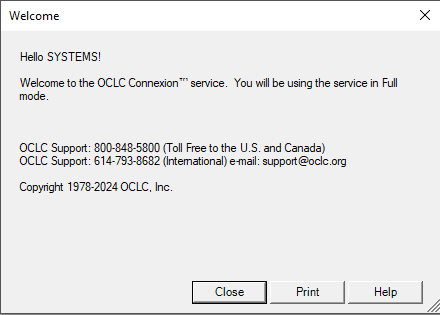 Welcome
Hello SYSTEMS!
Welcome to the OCLC Connexion™ service.  You will be using the service in Full
mode.
OCLC Support: 800-848-5800 (Toll Free to the U.S. and Canada)
OCLC Support: 614-793-8682 (International) e-mail: support@oclc.org
Copyright 1978-2024 OCLC, Inc.
Close Print Help